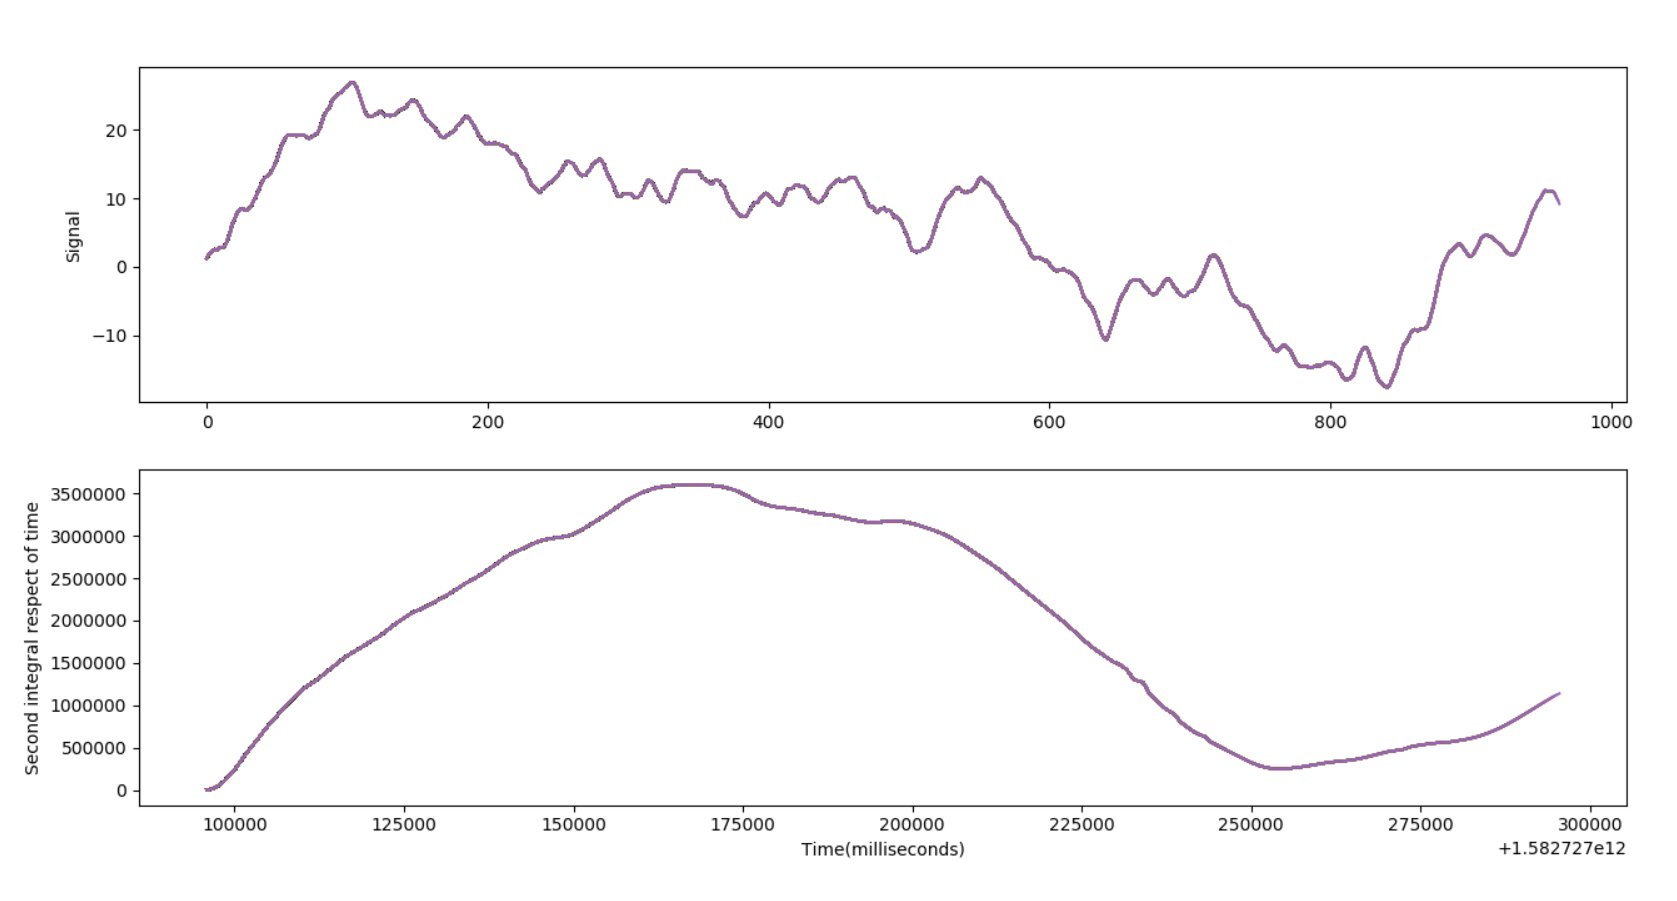 20
10
0
−10
Signal
0 200 400 600 800 1000
3500000
3000000
2500000
2000000
1500000
1000000
500000
0
Second integral respect of time
100000 125000 150000 175000 200000 225000 250000 275000 300000
Time(milliseconds)
+1.582727e12